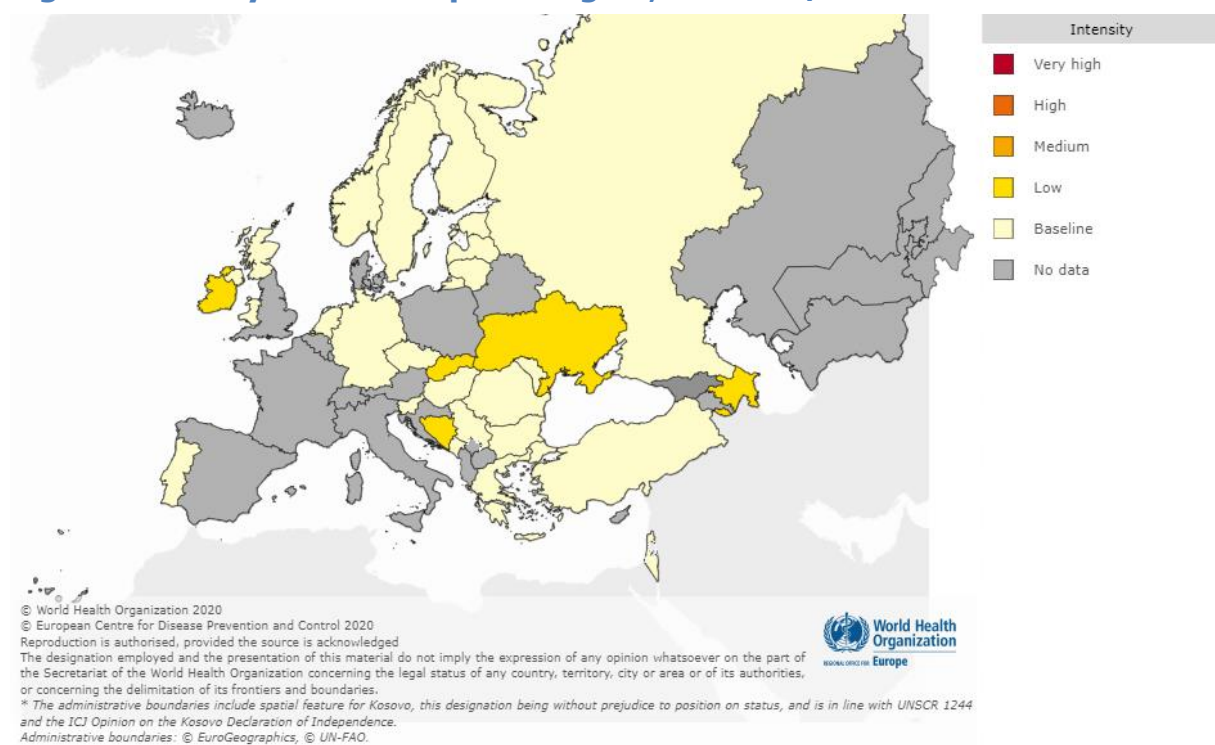 Intensity
Very high
High
Medium
Low
Baseline
No data
© World Health Organization 2020
© European Centre for Disease Prevention and Control 2020
Reproduction is authorised, provided the source is acknowledged
The designation employed and the presentation of this material do not imply the expression of any opinion whatsoever on the part of
the Secretariat of the World Health Organization concerning the legal status of any country, territory, city or area or of its authorities,
or concerning the delimitation of its frontiers and boundaries.
* The administrative boundaries include spatial feature for Kosovo, this designation being without prejudice to position on status, and is in line with UNSCR 1244
and the ICJ Opinion on the Kosovo Declaration of Independence.
Administrative boundaries: © EuroGeographics, © UN-FAO.
World Health
Organization
REGIONAL OFFICE FOR Europe